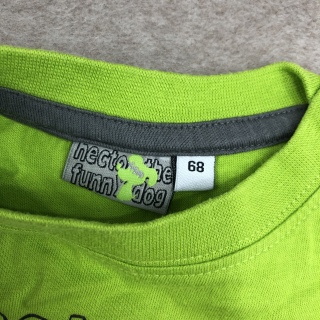 hector the
funny dog
68